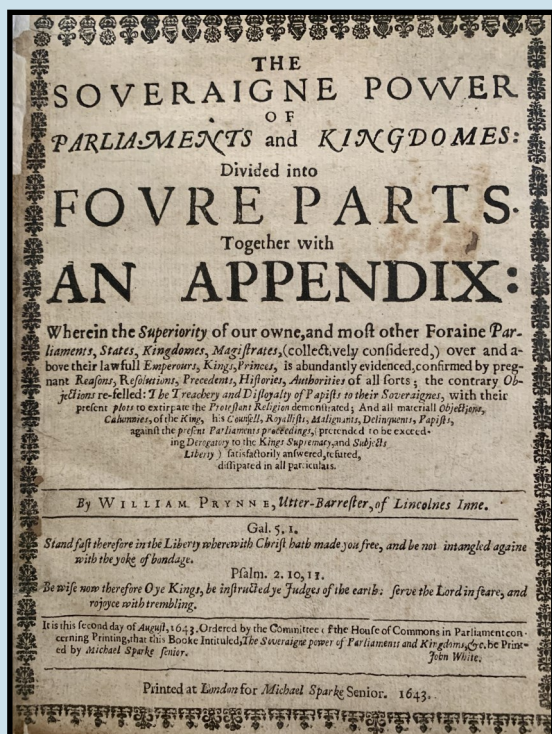 THE
SOVERAIGNE POWER
OF
PARLIAMENTS and KINGDOMES:
Divided into
FOVRE PARTS.
Together with
AN APPENDIX:
Wherein the Superiority of our owne, and moſt other Foraine Par-
liaments, States, Kingdomes, Magiſtrates, (collectively conſidered,) over and a-
bove their lawfull Emperours, Kings, Princes, is abundantly evidenced, confirmed by preg-
nant Reaſons, Reſolutions, Precedents, Hiſtories, Authorities of all ſorts; the contrary Ob-
jections re-felled: The Treachery and Diſloyalty of Papiſts to their Soveraignes, with their
preſent plots to extirpate the Proteſtant Religion demonſtrated; And all materiall Objections,
Calumnies, of the King, his Counſell, Royalliſts, Malignants, Delinquents, Papiſts,
againſt the preſent Parliaments proceedings, (pretended to be exceed-
ing Derogatory to the Kings Supremacy, and Subjects
Liberty) ſatisfactorily anſwered, refuted,
diſſipated in all particulars.
By WILLIAM PRYNNE, Utter-Barreſter, of Lincolnes Inne.
Gal. 5. 1.
Stand faſt therefore in the Liberty wherewith Chriſt hath made you free, and be not intangled againe
with the yoke of bondage.
Pſalm. 2. 10, 11.
Be wiſe now therefore O ye Kings, be inſtructed ye Judges of the earth: ſerve the Lord in feare, and
rojoyce with trembling.
It is this ſecond day of Auguſt, 1643. Ordered by the Committee of the Houſe of Commons in Parliament con-
cerning Printing, that this Booke Intituled, The Soveraigne power of Parliaments and Kingdoms, &c. be Print-
ed by Michael Sparke ſenior.
John White.
Printed at London for Michael Sparke Senior. 1643.